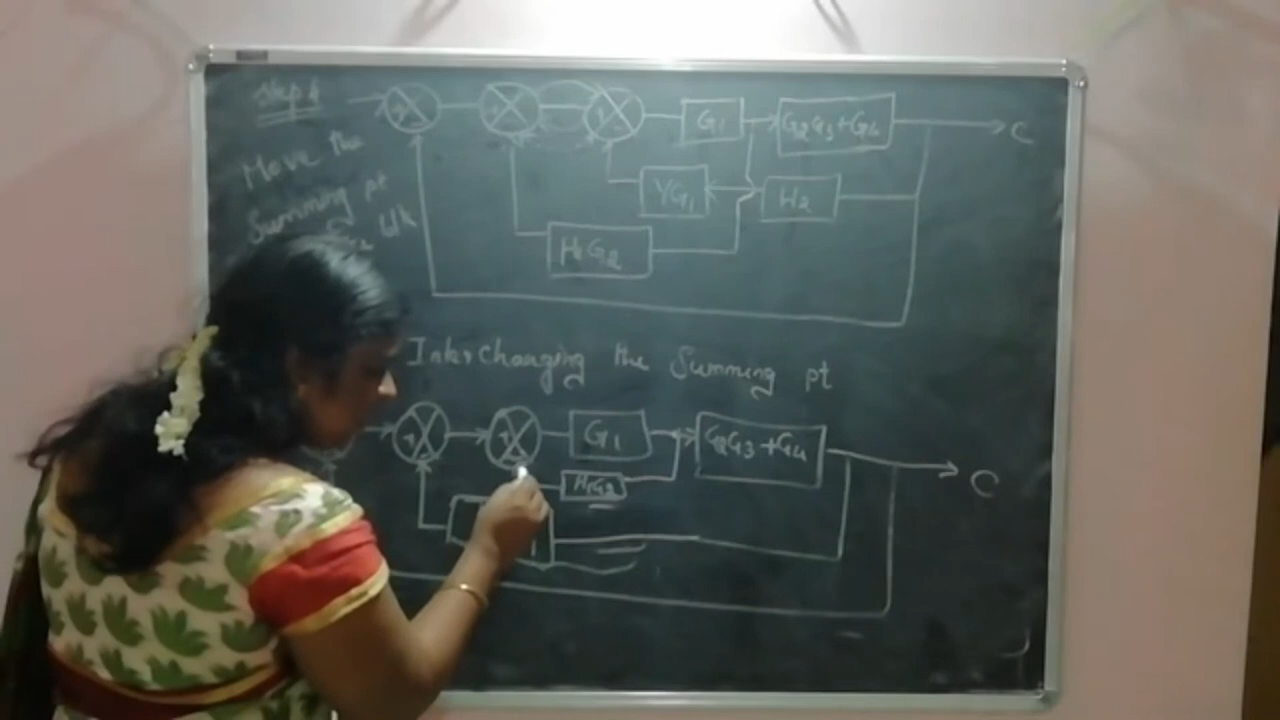 Step 4
Move the
Summing pt
G1
G2G3+G4
C
1/G1
H2
H1G2
Interchanging the Summing pt
G1
G2G3+G4
C
H1G2